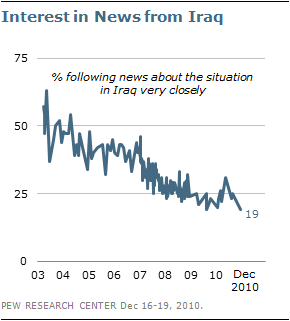 Interest in News from Iraq
% following news about the situation
in Iraq very closely
75
50
25
0
19
03 04 05 06 07 08 09 10 Dec
2010
PEW RESEARCH CENTER Dec 16-19, 2010.